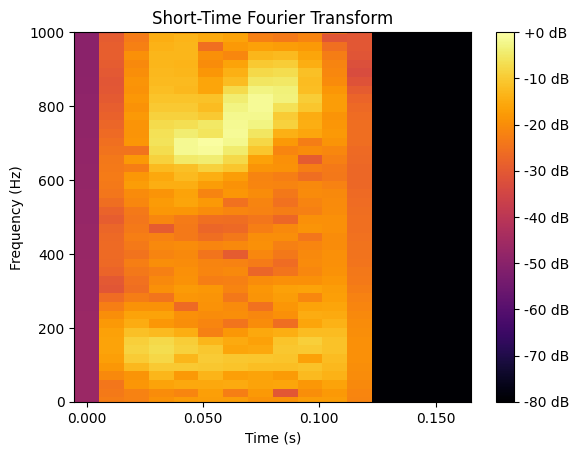 Short-Time Fourier Transform
Frequency (Hz)
1000
800
600
400
200
0
0.000
0.050
0.100
0.150
Time (s)
+0 dB
-10 dB
-20 dB
-30 dB
-40 dB
-50 dB
-60 dB
-70 dB
-80 dB